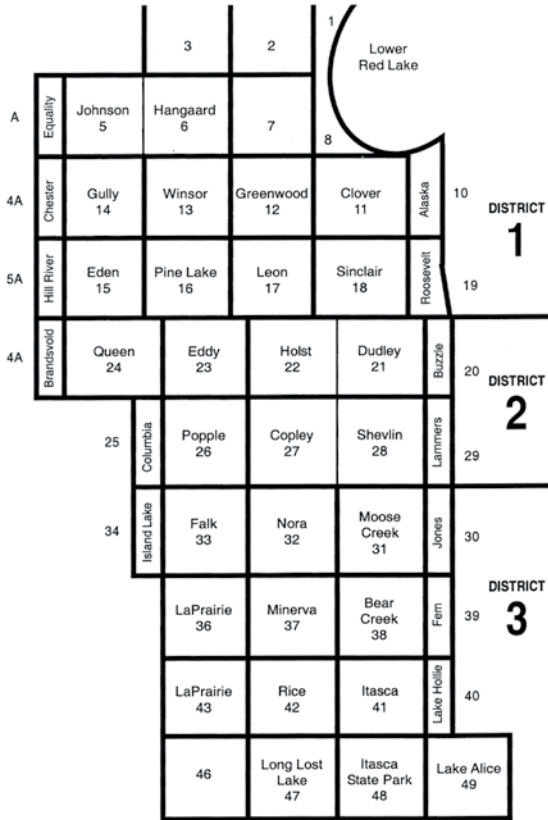 1
Lower
Red Lake
3
2
A
Equality
Johnson
5
Hangaard
6
7
8
4A
Chester
Gully
14
Winsor
13
Greenwood
12
Clover
11
Alaska
10
DISTRICT
1
5A
Hill River
Eden
15
Pine Lake
16
Leon
17
Sinclair
18
Roosevelt
19
4A
Brandsvold
Queen
24
Eddy
23
Holst
22
Dudley
21
Buzzle
20
DISTRICT
2
25
Columbia
Popple
26
Copley
27
Shevlin
28
Lammers
29
34
Island Lake
Falk
33
Nora
32
Moose
Creek
31
Jones
30
DISTRICT
3
LaPrairie
36
Minerva
37
Bear
Creek
38
Fern
39
LaPrairie
43
Rice
42
Itasca
41
Lake Hollie
40
46
Long Lost
Lake
47
Itasca
State Park
48
Lake Alice
49